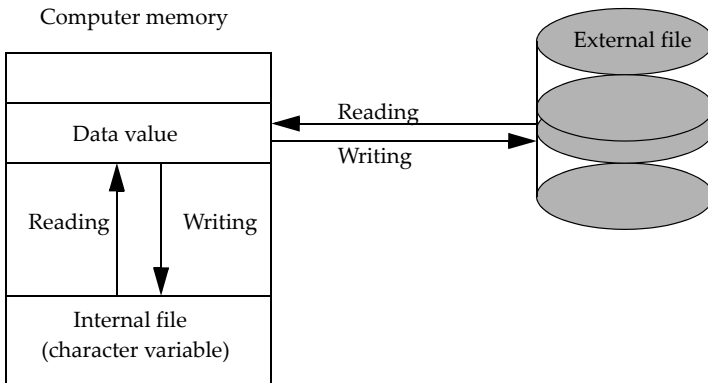 Computer memory
External file
Reading
Data value
Writing
Reading
Writing
Internal file
(character variable)